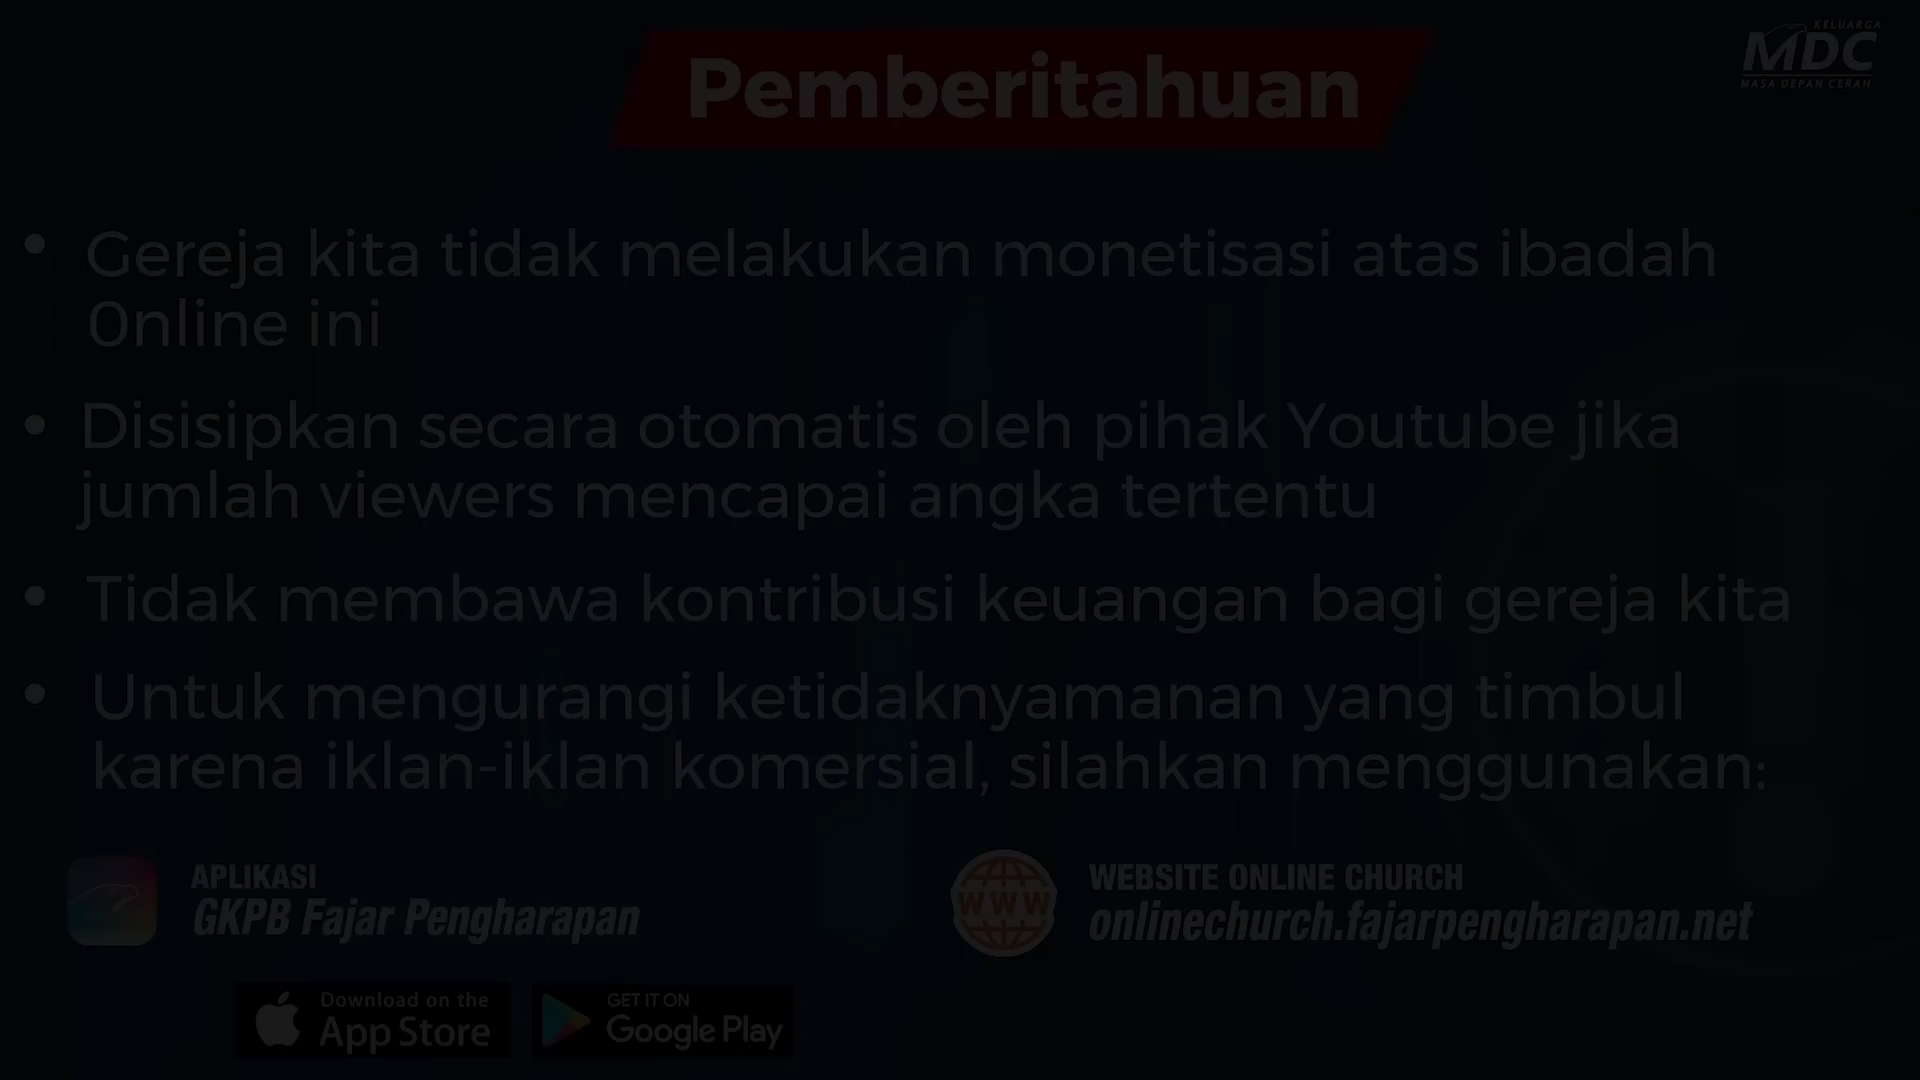 Pemberitahuan
KELUARGA
MDC
MASA DEPAN CERAH
• Gereja kita tidak melakukan monetisasi atas ibadah
0nline ini
• Disisipkan secara otomatis oleh pihak Youtube jika
jumlah viewers mencapai angka tertentu
• Tidak membawa kontribusi keuangan bagi gereja kita
• Untuk mengurangi ketidaknyamanan yang timbul
karena iklan-iklan komersial, silahkan menggunakan:
APLIKASI
GKPB Fajar Pengharapan
WWW
WEBSITE ONLINE CHURCH
onlinechurch.fajarpengharapan.net
Download on the
App Store
GET IT ON
Google Play